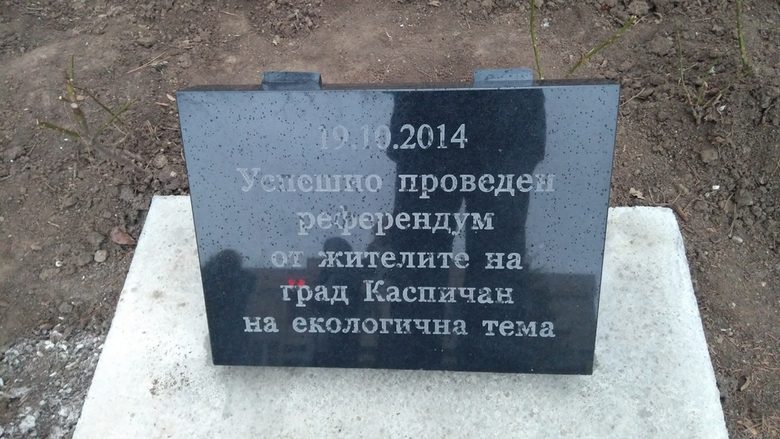 19.10.2014
Успешно проведен
референдум
от жителите на
град Каспичан
на екологична тема